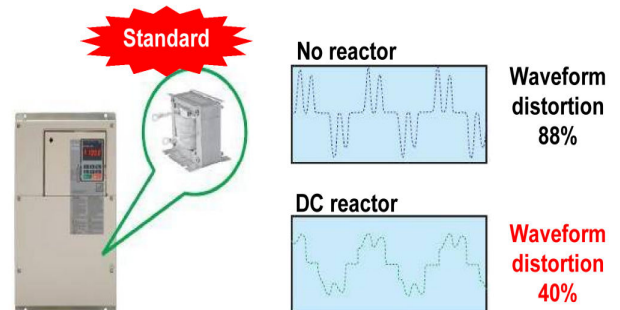 Standard
No reactor
Waveform
distortion
88%
DC reactor
Waveform
distortion
40%